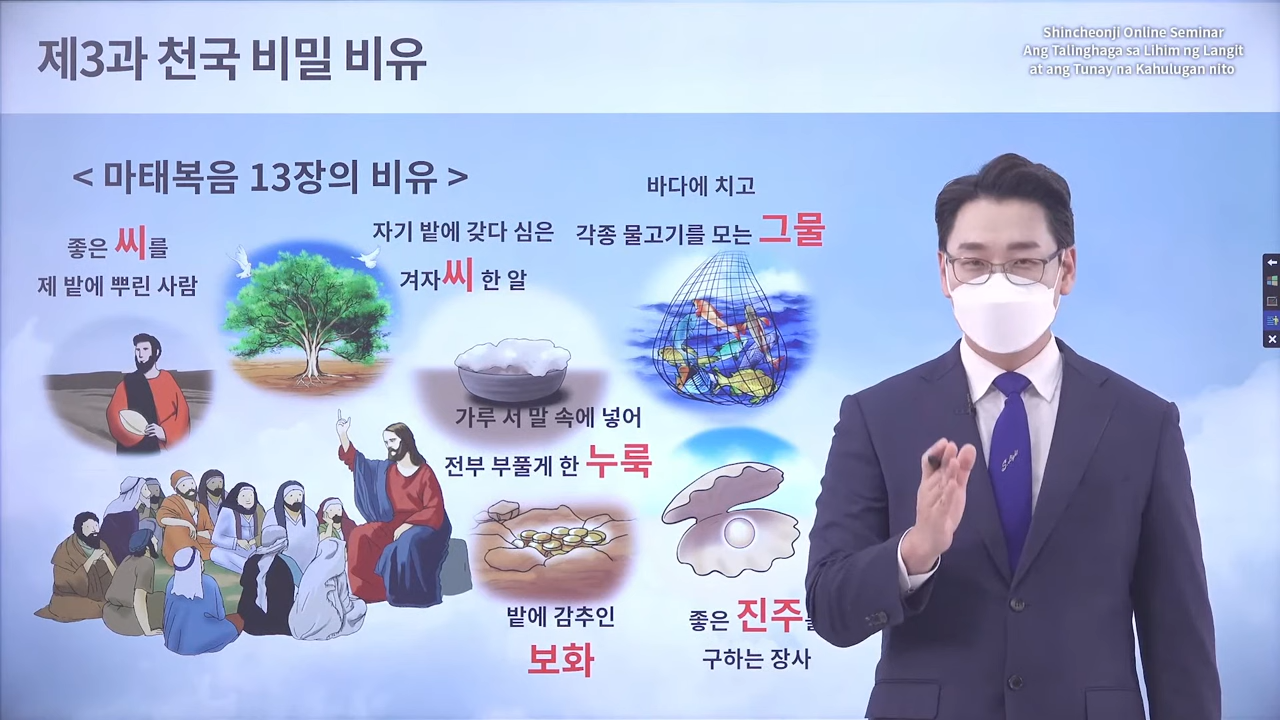 제3과 천국 비밀 비유
Shincheonji Online Seminar
Ang Talinghaga sa Lihim ng Langit
at ang Tunay na Kahulugan nito
< 마태복음 13장의 비유 >
좋은 씨를
제 밭에 뿌린 사람
자기 밭에 갖다 심은
겨자씨 한 알
바다에 치고
각종 물고기를 모는 그물
가루 서 말 속에 넣어
전부 부풀게 한 누룩
밭에 감추인
보화
좋은 진주
구하는 장사